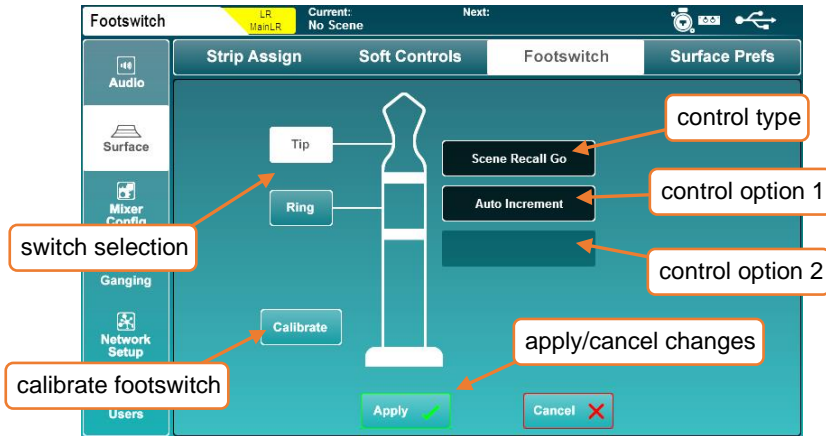 Footswitch
LR
MainLR
Current:
No Scene
Next:
Strip Assign
Soft Controls
Footswitch
Surface Prefs
Audio
Surface
Mixer
Config
Ganging
Network
Setup
Users
Tip
Ring
Calibrate
Scene Recall Go
Auto Increment
Apply
Cancel
control type
control option 1
control option 2
switch selection
calibrate footswitch
apply/cancel changes